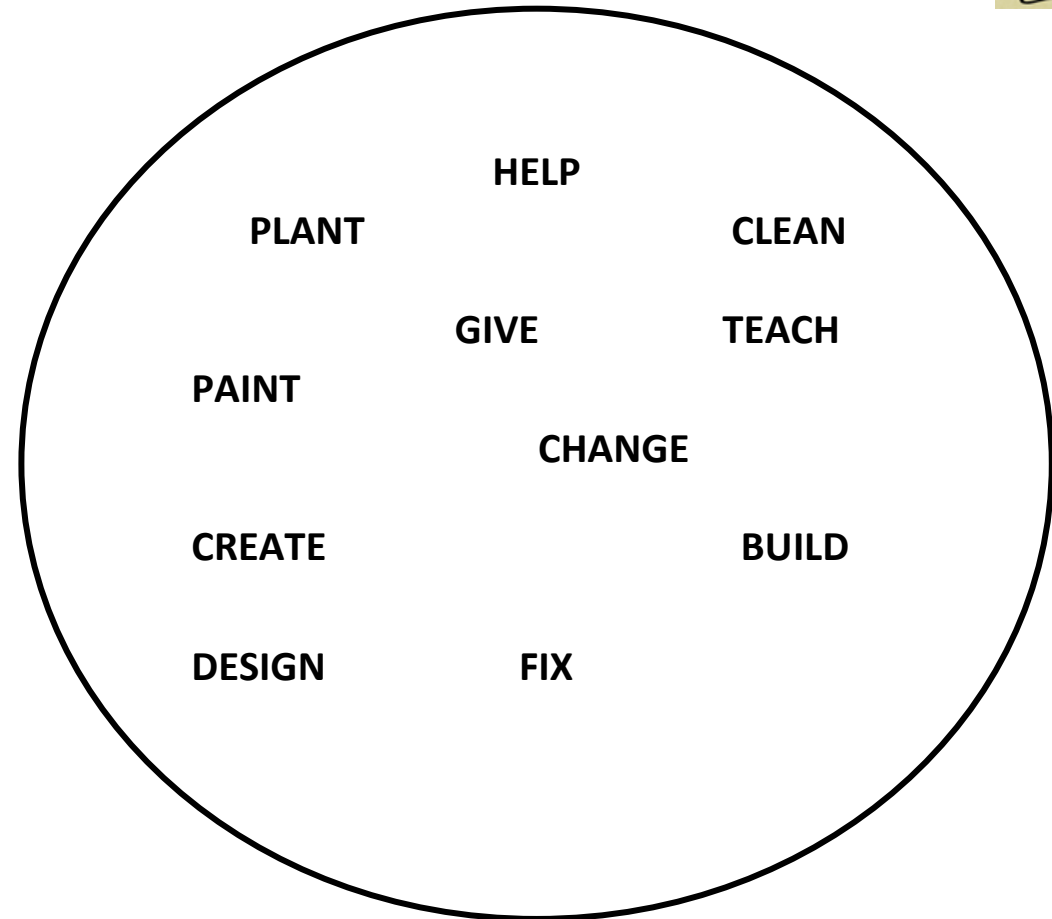 HELP
PLANT CLEAN
GIVE TEACH
PAINT
CHANGE
CREATE BUILD
DESIGN FIX